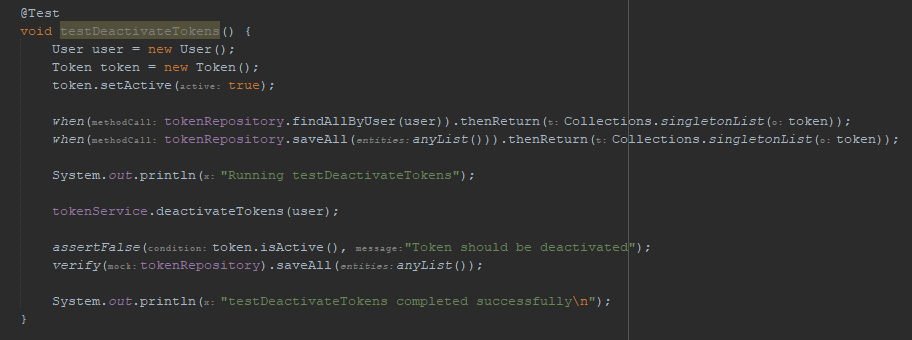 @Test
void testDeactivateTokens() {
User user = new User();
Token token = new Token();
token.setActive(active: true);
when(methodCall: tokenRepository.findAllByUser(user)).thenReturn(t: Collections.singletonList(o: token));
when(methodCall: tokenRepository.saveAll(entities: anyList())).thenReturn(t: Collections.singletonList(o: token));
System.out.println(x: "Running testDeactivateTokens");
tokenService.deactivateTokens(user);
assertFalse(condition: token.isActive(), message: "Token should be deactivated");
verify(mock: tokenRepository).saveAll(entities: anyList());
System.out.println(x: "testDeactivateTokens completed successfully\n");
}